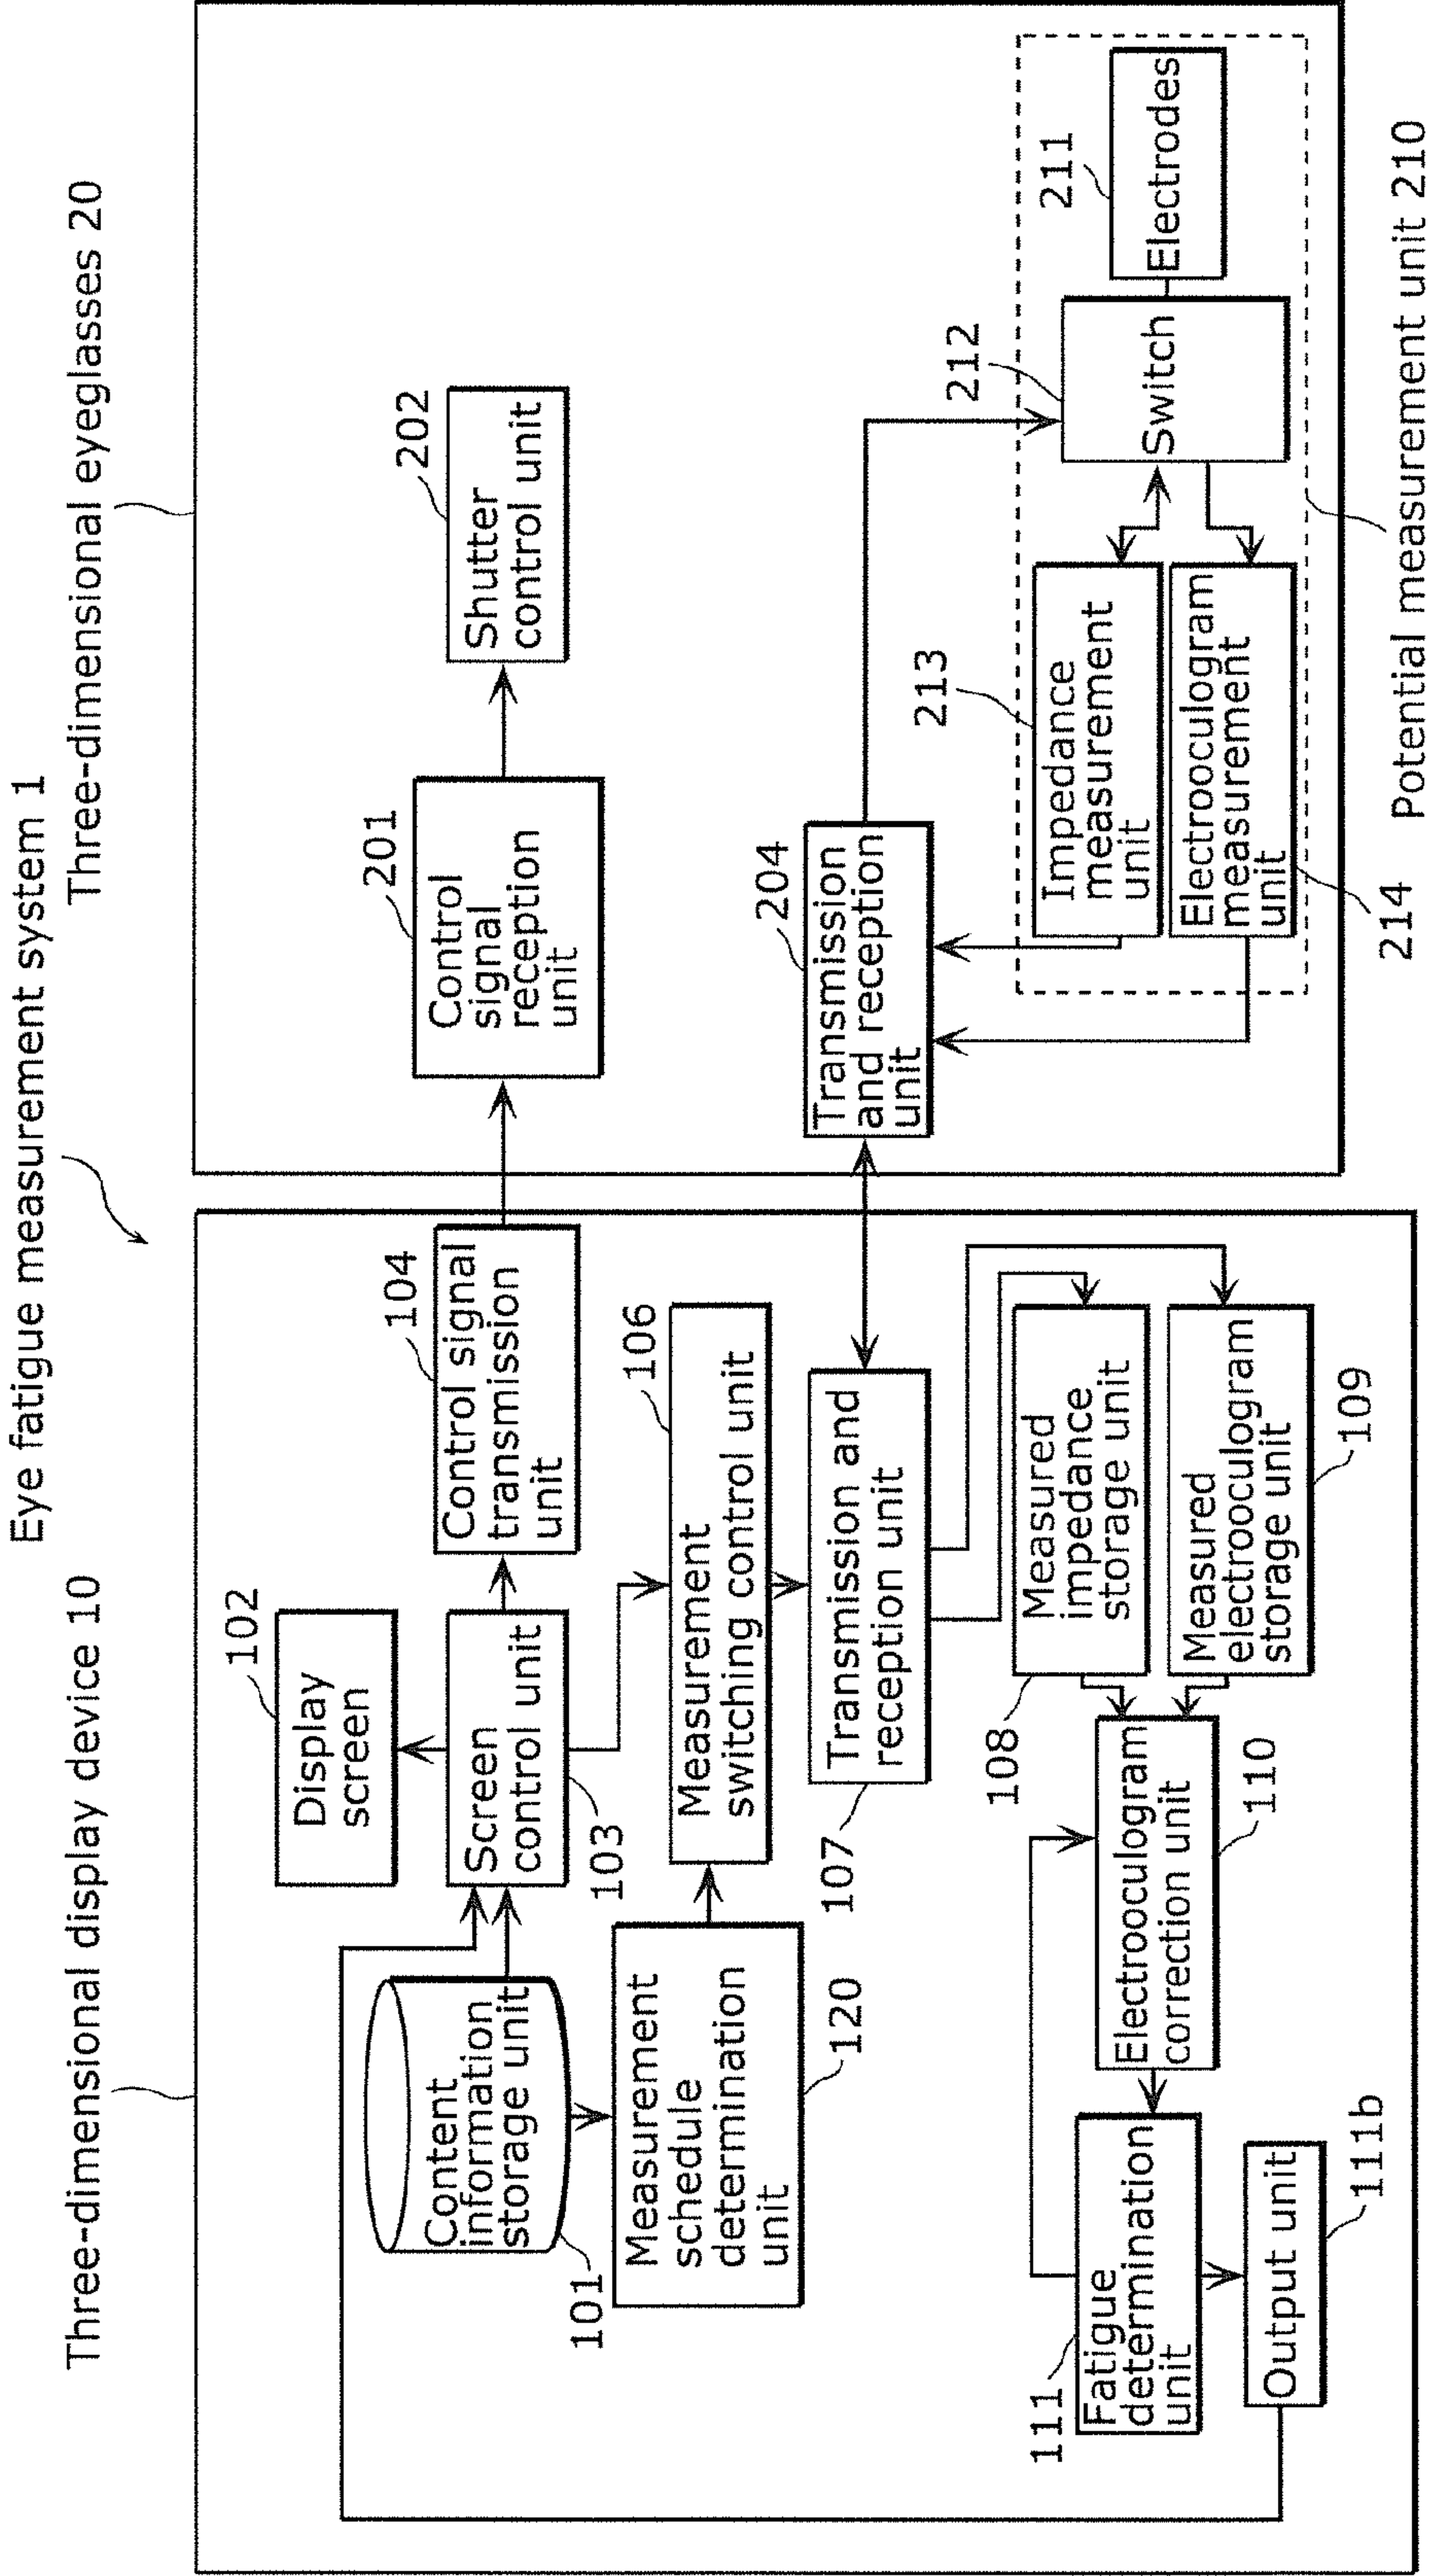 Eye fatigue measurement system 1
Three-dimensional display device 10
Three-dimensional eyeglasses 20
102
Display
screen
104
Control signal
transmission
unit
201
Control
signal
reception
unit
202
Shutter
control unit
Content
information
storage unit
101
Screen
control unit
103
106
Measurement
switching control unit
Measurement
schedule
determination
unit
120
Transmission and
reception unit
107
204
Transmission
and reception
unit
212
Switch
211
Electrodes
213
Impedance
measurement
unit
Electrooculogram
measurement
unit
214
Potential measurement unit 210
Measured
impedance
storage unit
108
Measured
electrooculogram
storage unit
109
Electrooculogram
correction unit
110
111
Fatigue
determination
unit
Output unit
111b